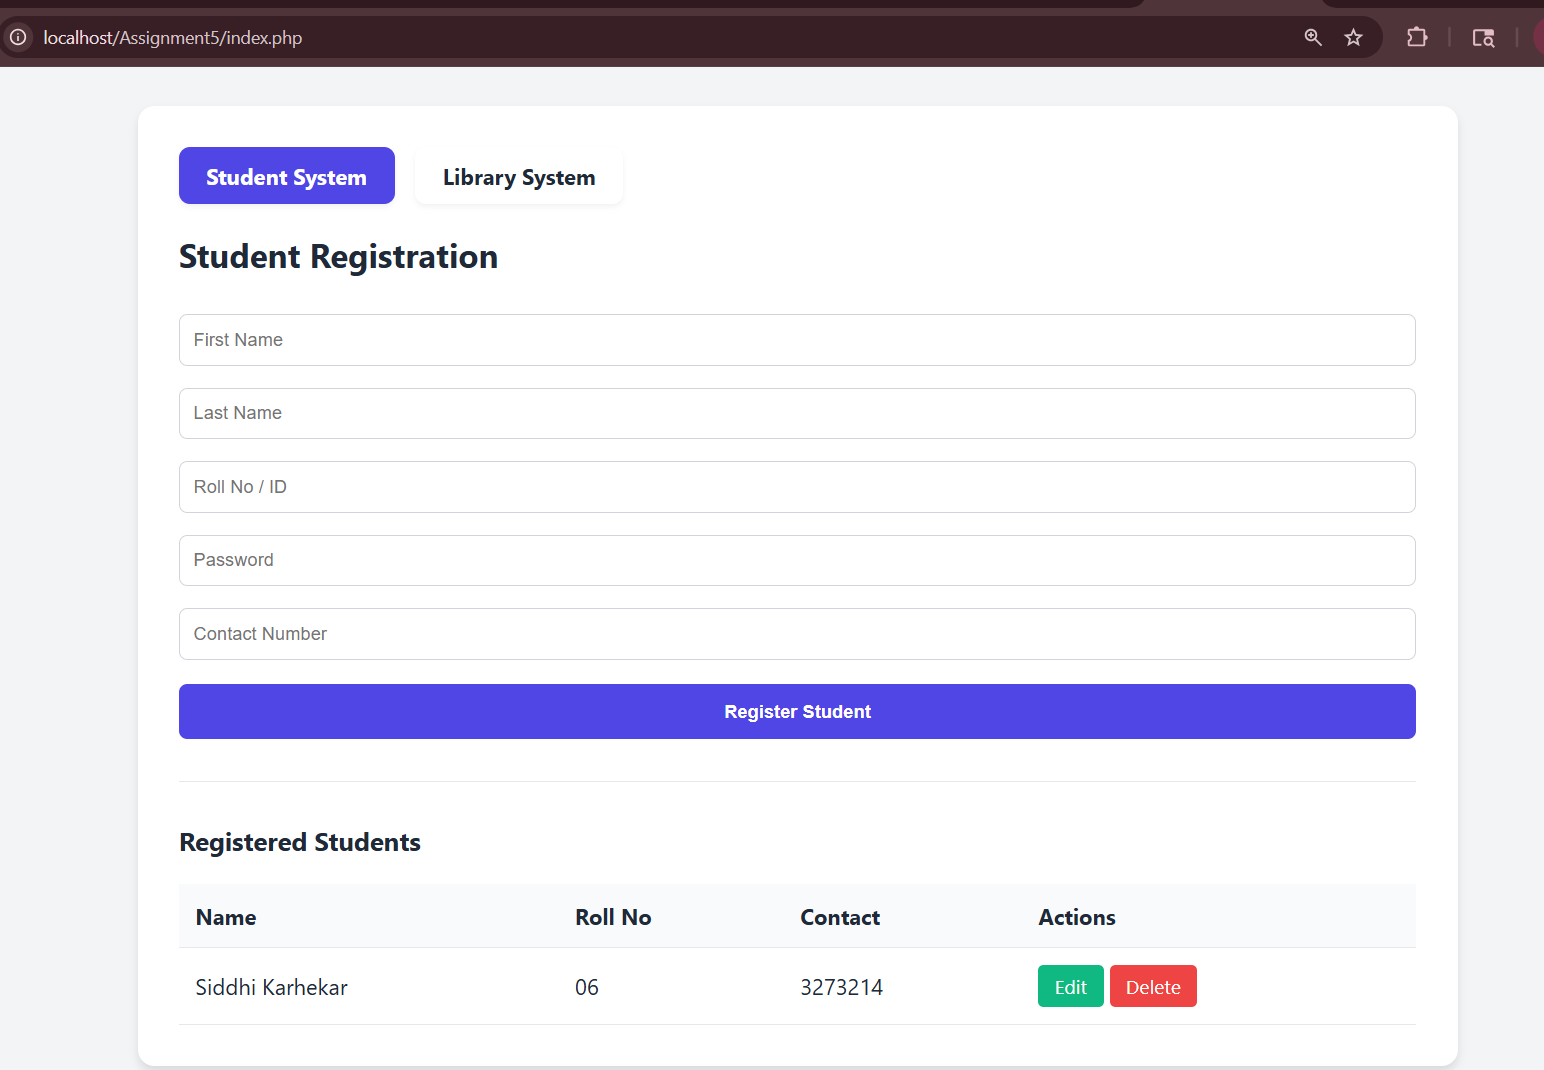 localhost/Assignment5/index.php
Student System Library System
Student Registration
First Name
Last Name
Roll No / ID
Password
Contact Number
Register Student
Registered Students
Name Roll No Contact Actions
Siddhi Karhekar 06 3273214 Edit Delete